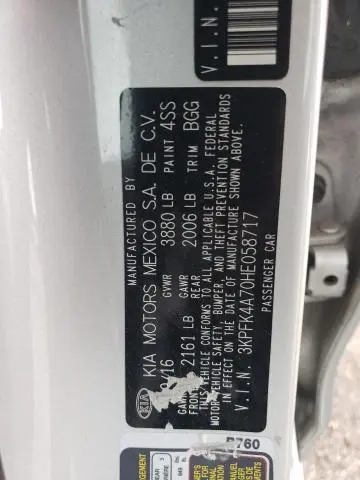 V.I.N.
MANUFACTURED BY
KIA MOTORS MEXICO S.A. DE C.V.
/16 GVWR 3880 LB PAINT 4SS
GAWR FRONT 2161 LB GAWR REAR 2006 LB TRIM BGG
THIS VEHICLE CONFORMS TO ALL APPLICABLE U.S.A. FEDERAL
MOTOR VEHICLE SAFETY, BUMPER, AND THEFT PREVENTION STANDARDS
IN EFFECT ON THE DATE OF MANUFACTURE SHOWN ABOVE.
V.I.N. 3KPFK4A70HE058717
PASSENGER CAR
KIA
B760